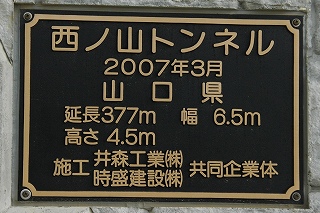 西ノ山トンネル
2007年3月
山口県
延長377m 幅 6.5m
高さ 4.5m
施工 井森工業㈱ 共同企業体
時盛建設㈱